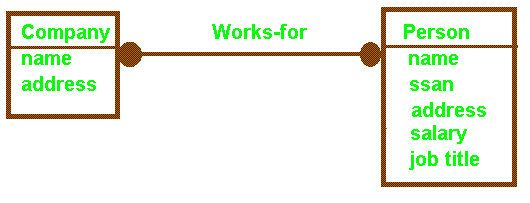 Company
name
address
Works-for
Person
name
ssan
address
salary
job title